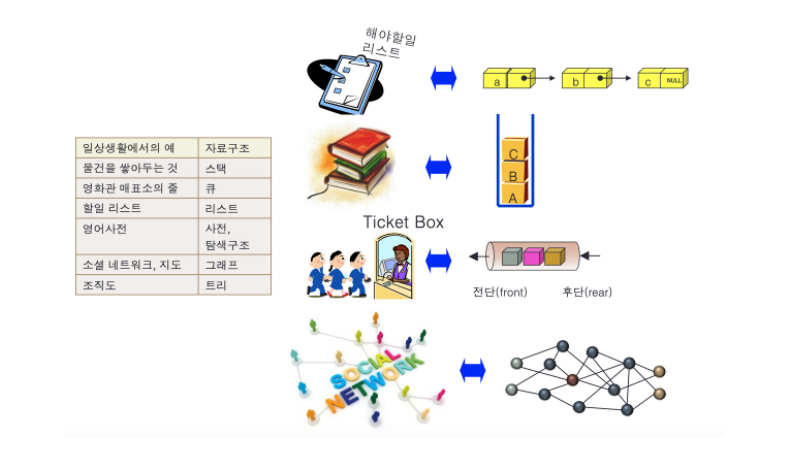 일상생활에서의 예 자료구조
물건을 쌓아두는 것 스택
영화관 매표소의 줄 큐
할일 리스트 리스트
영어사전 사전,
탐색구조
소셜 네트워크, 지도 그래프
조직도 트리
해야할일
리스트
a b c NULL
C
B
A
Ticket Box
전단(front) 후단(rear)
SOCIAL
NETWORK